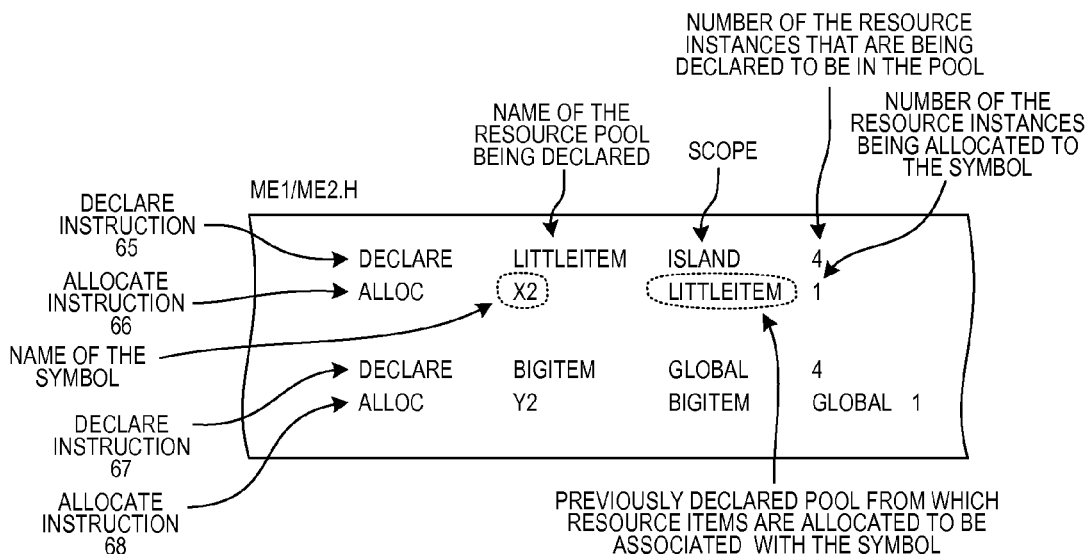 NUMBER OF THE RESOURCE
INSTANCES THAT ARE BEING
DECLARED TO BE IN THE POOL
NUMBER OF THE
RESOURCE INSTANCES
BEING ALLOCATED TO
THE SYMBOL
NAME OF THE
RESOURCE POOL
BEING DECLARED
SCOPE
ME1/ME2.H
DECLARE
INSTRUCTION
65
ALLOCATE
INSTRUCTION
66
NAME OF THE
SYMBOL
DECLARE
INSTRUCTION
67
ALLOCATE
INSTRUCTION
68
DECLARE LITTLEITEM ISLAND 4
ALLOC X2 LITTLEITEM 1
DECLARE BIGITEM GLOBAL 4
ALLOC Y2 BIGITEM GLOBAL 1
PREVIOUSLY DECLARED POOL FROM WHICH
RESOURCE ITEMS ARE ALLOCATED TO BE
ASSOCIATED WITH THE SYMBOL